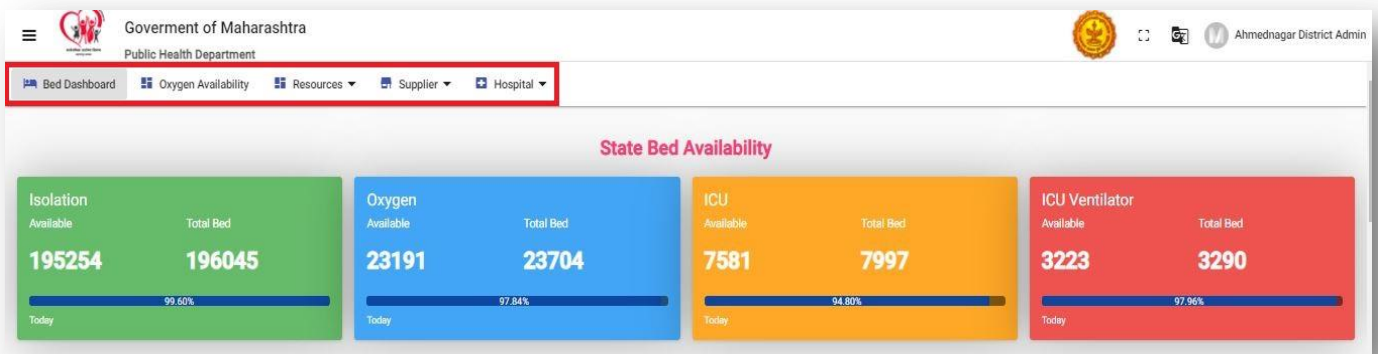 Goverment of Maharashtra
Public Health Department
Ahmednagar District Admin
Bed Dashboard Oxygen Availability Resources Supplier Hospital
State Bed Availability
Isolation
Available Total Bed
195254 196045
99.60%
Today
Oxygen
Available Total Bed
23191 23704
97.84%
Today
ICU
Available Total Bed
7581 7997
94.80%
Today
ICU Ventilator
Available Total Bed
3223 3290
97.96%
Today